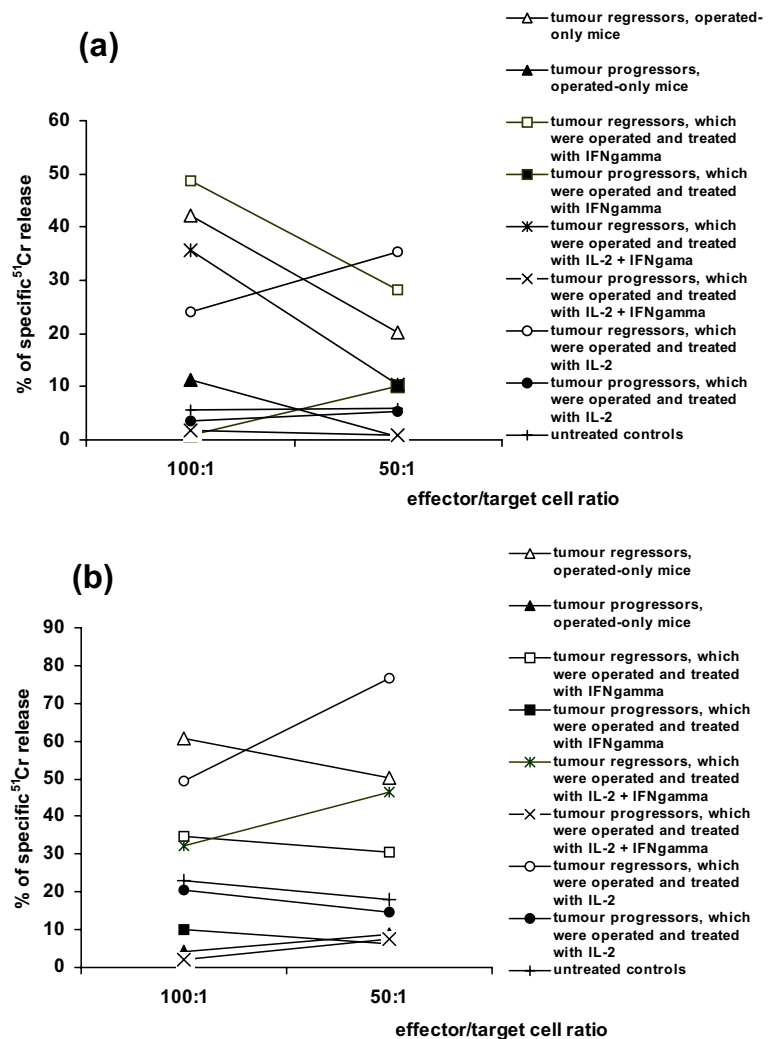 (a)
60
50
40
30
20
10
0
% of specific ⁵¹Cr release
100:1
50:1
effector/target cell ratio
tumour regressors, operated-
only mice
tumour progressors,
operated-only mice
tumour regressors, which
were operated and treated
with IFNgamma
tumour progressors, which
were operated and treated
with IFNgamma
tumour regressors, which
were operated and treated
with IL-2 + IFNgama
tumour progressors, which
were operated and treated
with IL-2 + IFNgamma
tumour regressors, which
were operated and treated
with IL-2
tumour progressors, which
were operated and treated
with IL-2
untreated controls
(b)
90
80
70
60
50
40
30
20
10
0
% of specific ⁵¹Cr release
100:1
50:1
effector/target cell ratio
tumour regressors,
operated-only mice
tumour progressors,
operated-only mice
tumour regressors, which
were operated and treated
with IFNgamma
tumour progressors, which
were operated and treated
with IFNgamma
tumour regressors, which
were operated and treated
with IL-2 + IFNgamma
tumour progressors, which
were operated and treated
with IL-2 + IFNgamma
tumour regressors, which
were operated and treated
with IL-2
tumour progressors, which
were operated and treated
with IL-2
untreated controls